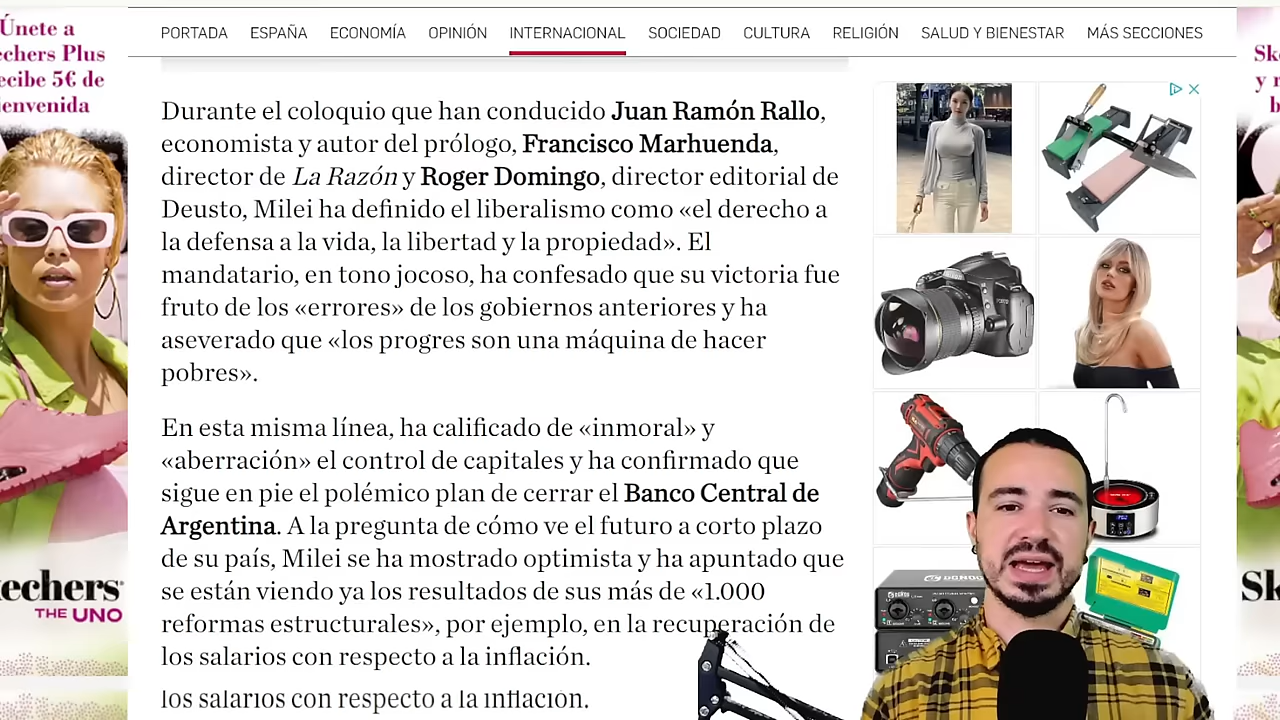 PORTADA ESPAÑA ECONOMÍA OPINIÓN INTERNACIONAL SOCIEDAD CULTURA RELIGIÓN SALUD Y BIENESTAR MÁS SECCIONES
Únete a
echers Plus
ecibe 5€ de
ienvenida
Durante el coloquio que han conducido Juan Ramón Rallo,
economista y autor del prólogo, Francisco Marhuenda,
director de La Razón y Roger Domingo, director editorial de
Deusto, Milei ha definido el liberalismo como «el derecho a
la defensa a la vida, la libertad y la propiedad». El
mandatario, en tono jocoso, ha confesado que su victoria fue
fruto de los «errores» de los gobiernos anteriores y ha
aseverado que «los progres son una máquina de hacer
pobres».
En esta misma línea, ha calificado de «inmoral» y
«aberración» el control de capitales y ha confirmado que
sigue en pie el polémico plan de cerrar el Banco Central de
Argentina. A la pregunta de cómo ve el futuro a corto plazo
de su país, Milei se ha mostrado optimista y ha apuntado que
se están viendo ya los resultados de sus más de «1.000
reformas estructurales», por ejemplo, en la recuperación de
los salarios con respecto a la inflación.
los salarios con respecto a la inflación.
kechers
THE UNO
Sk
y r
b
Sk